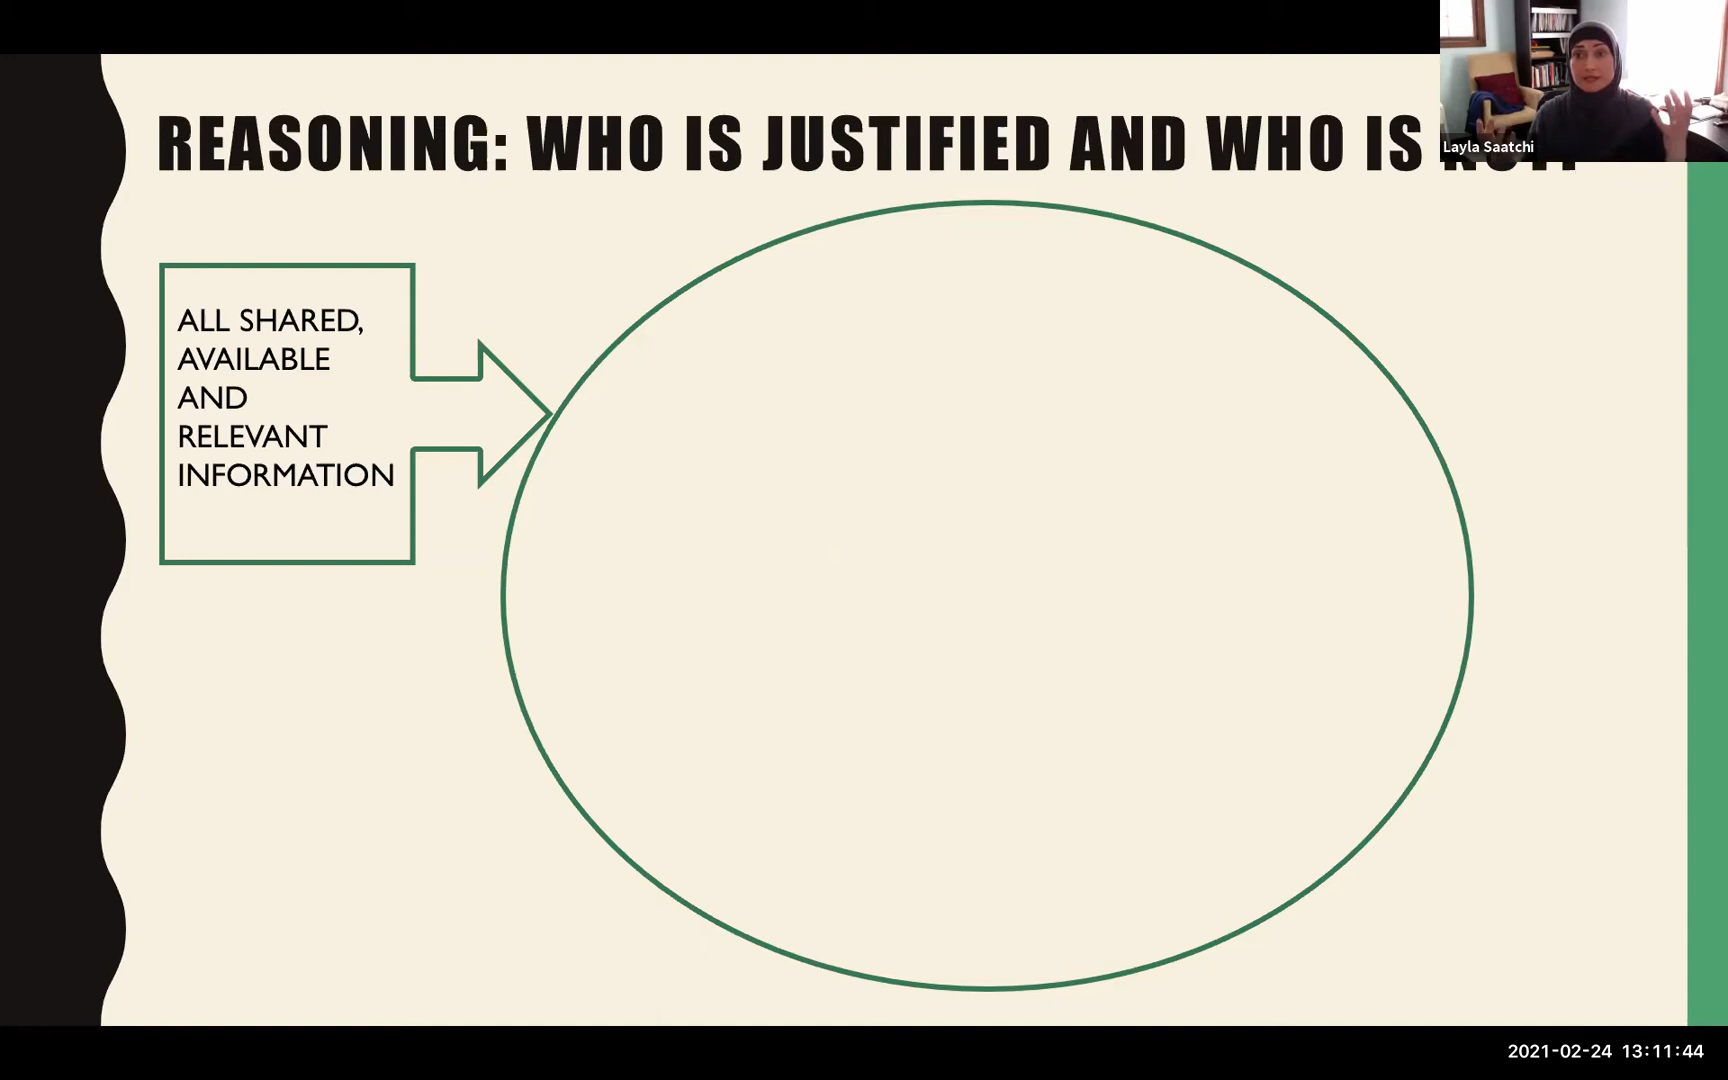 REASONING: WHO IS JUSTIFIED AND WHO IS
Layla Saatchi
ALL SHARED,
AVAILABLE
AND
RELEVANT
INFORMATION
2021-02-24 13:11:44